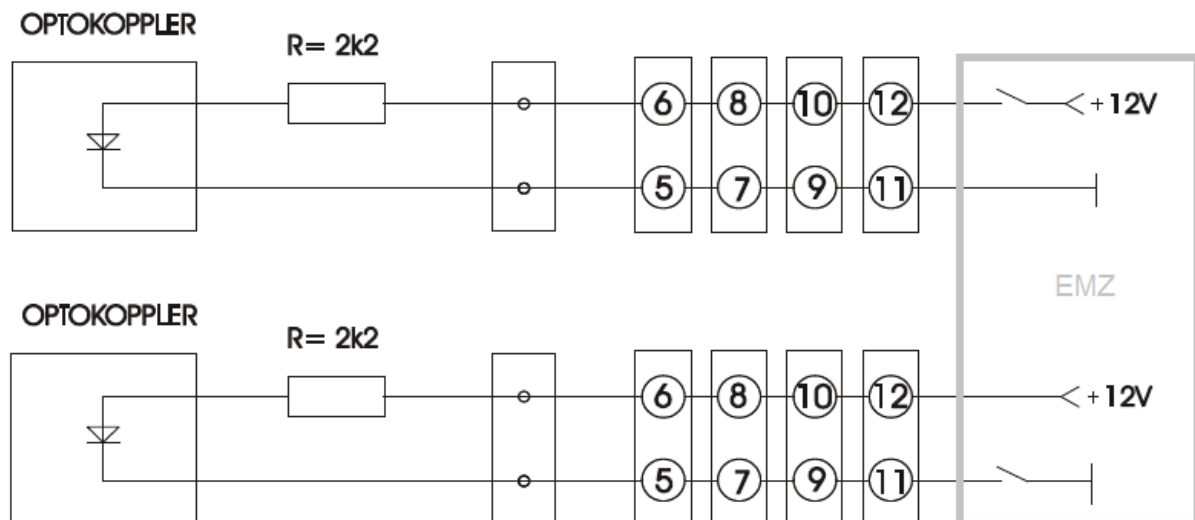 OPTOKOPPLER
R= 2k2
6 8 10 12
+12V
5 7 9 11
EMZ
OPTOKOPPLER
R= 2k2
6 8 10 12
+12V
5 7 9 11